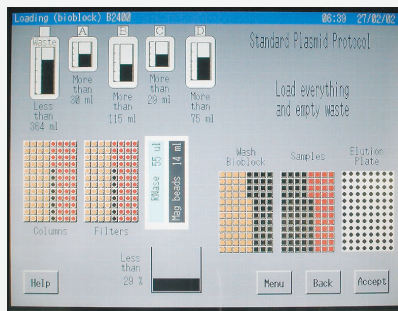 Loading (bioblock) B2400
06:39 27/02/02
Waste
A
B
C
D
Less
than
364 ml
More
than
30 ml
More
than
115 ml
More
than
29 ml
More
than
75 ml
Standard Plasmid Protocol
Load everything
and empty waste
RNase 55 ul
Mag beads 14 ml
Columns
Filters
Wash
Bioblock
Samples
Elution
Plate
Less
than
29 %
Help
Menu
Back
Accept